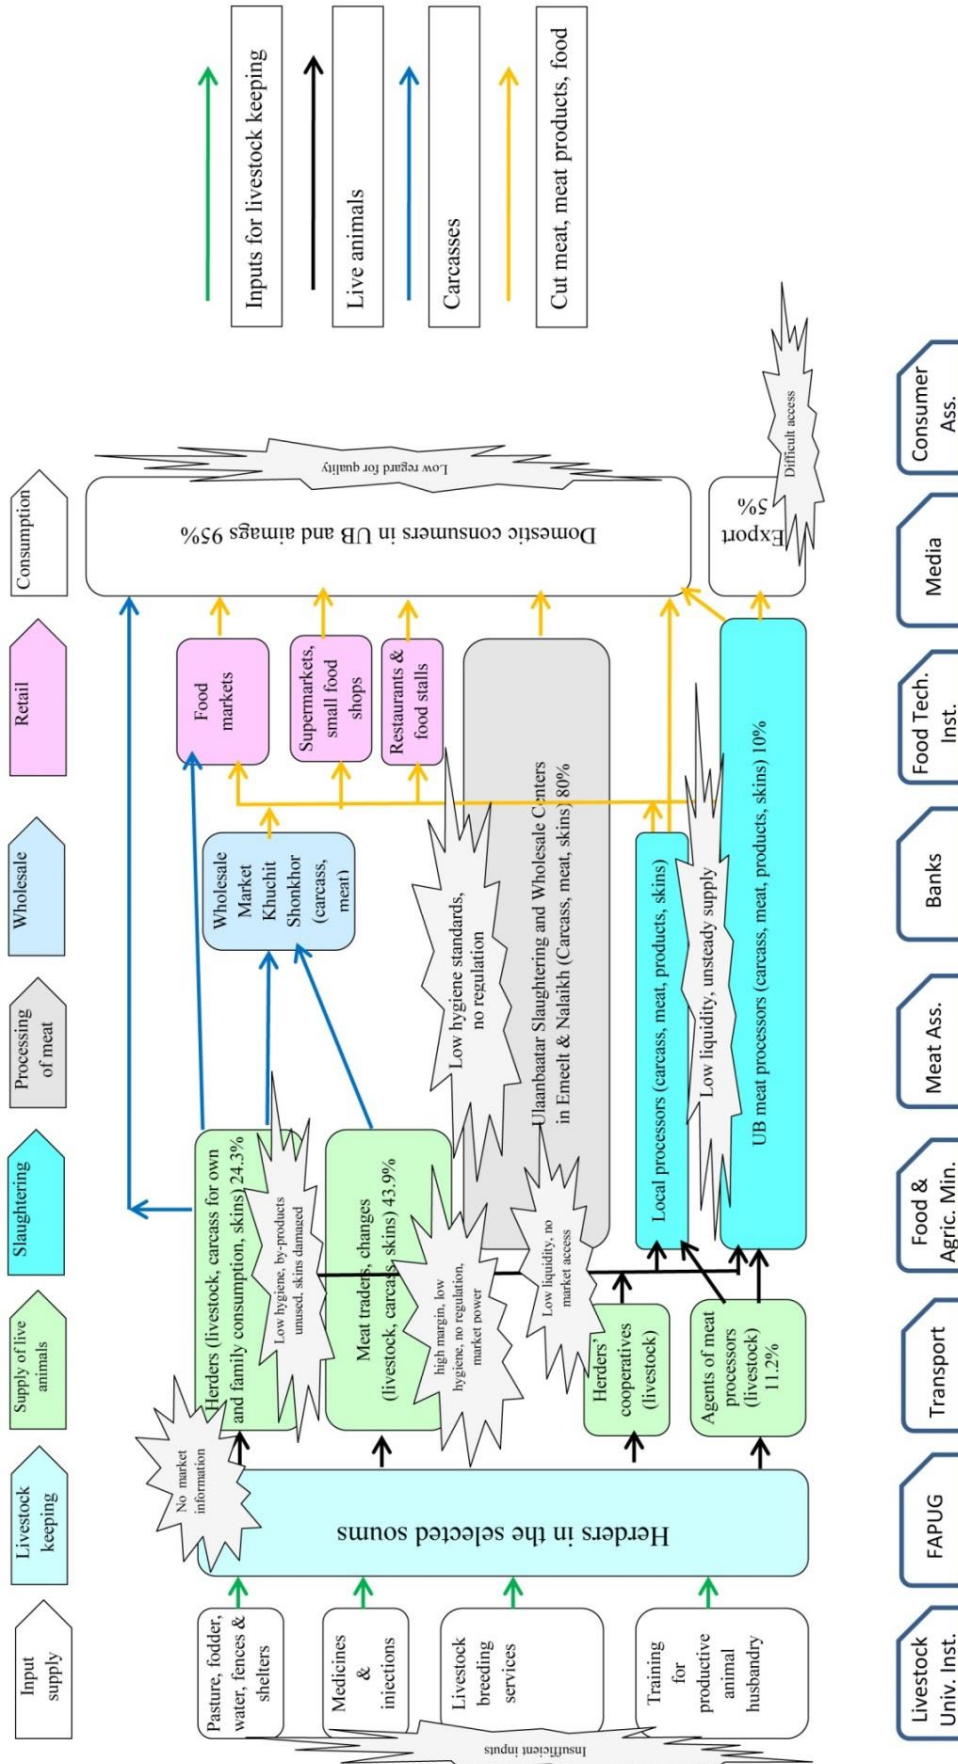 Input
supply
Livestock
keeping
Supply of live
animals
Slaughtering
Processing
of meat
Wholesale
Retail
Consumption
Pasture, fodder,
water, fences &
shelters
Medicines
&
injections
Livestock
breeding
services
Training
for
productive
animal
husbandry
Insufficient inputs
Herders in the selected soums
No market
information
Herders (livestock, carcass for own
and family consumption, skins) 24.3%
Low hygiene, by-products
unused, skins damaged
Meat traders, changes
(livestock, carcass, skins) 43.9%
high margin, low
hygiene, no regulation,
market power
Herders'
cooperatives
(livestock)
Low liquidity, no
market access
Agents of meat
processors
(livestock)
11.2%
Wholesale
Market
Khuchit
Shonkhor
(carcass,
meat)
Low hygiene standards,
no regulation
Ulaanbaatar Slaughtering and Wholesale Centers
in Emeelt & Nalaikh (Carcass, meat, skins) 80%
Local processors (carcass, meat, products, skins)
Low liquidity, unsteady supply
UB meat processors (carcass, meat, products, skins) 10%
Food
markets
Supermarkets,
small food
shops
Restaurants &
food stalls
Domestic consumers in UB and aimags 95%
Low regard for quality
Export
5%
Difficult access
Inputs for livestock keeping
Live animals
Carcasses
Cut meat, meat products, food
Livestock
Univ. Inst.
FAPUG
Transport
Food &
Agric. Min.
Meat Ass.
Banks
Food Tech.
Inst.
Media
Consumer
Ass.